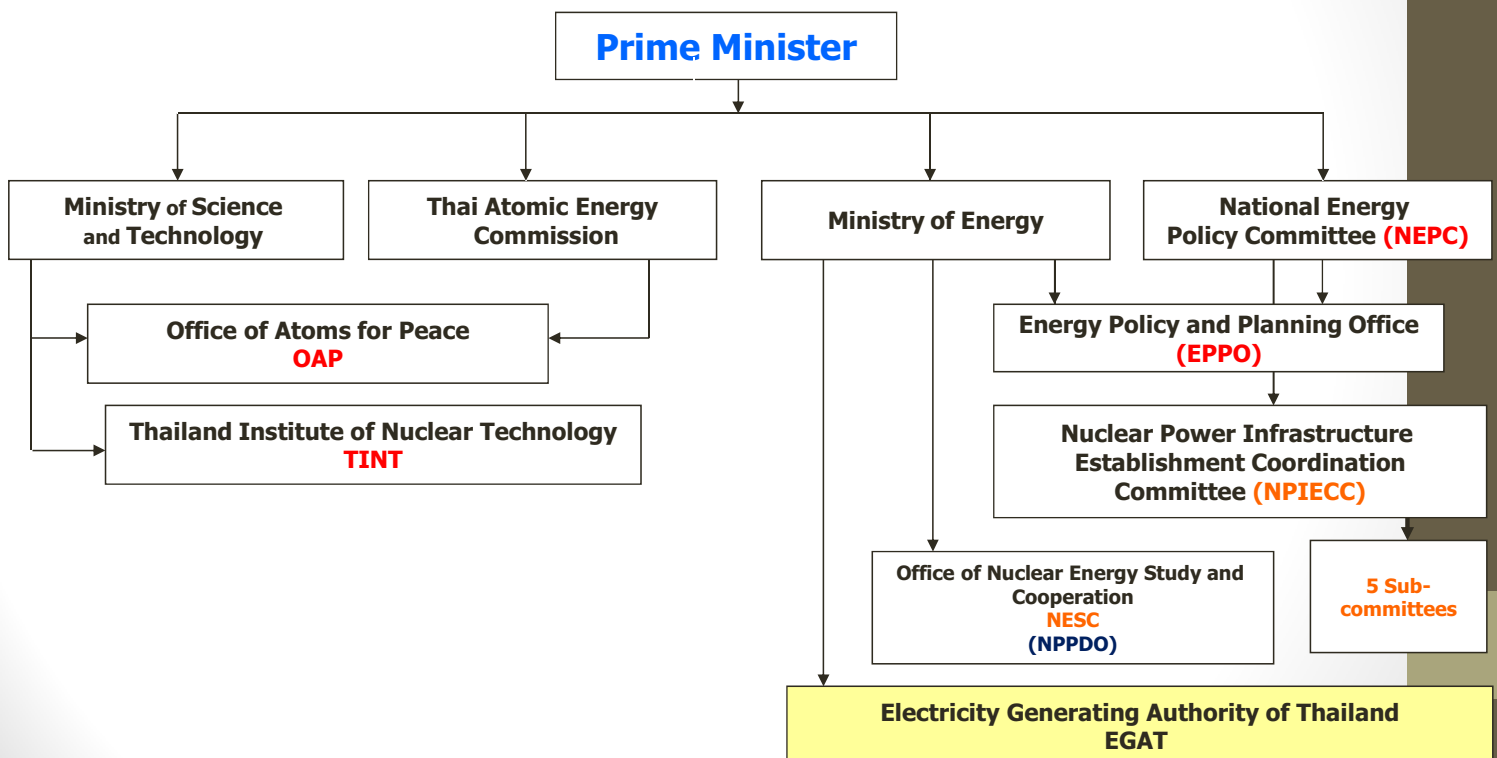 Prime Minister
Ministry of Science
and Technology
Thai Atomic Energy
Commission
Ministry of Energy
National Energy
Policy Committee (NEPC)
Office of Atoms for Peace
OAP
Energy Policy and Planning Office
(EPPO)
Thailand Institute of Nuclear Technology
TINT
Nuclear Power Infrastructure
Establishment Coordination
Committee (NPIECC)
Office of Nuclear Energy Study and
Cooperation
NESC
(NPPDO)
5 Sub-
committees
Electricity Generating Authority of Thailand
EGAT